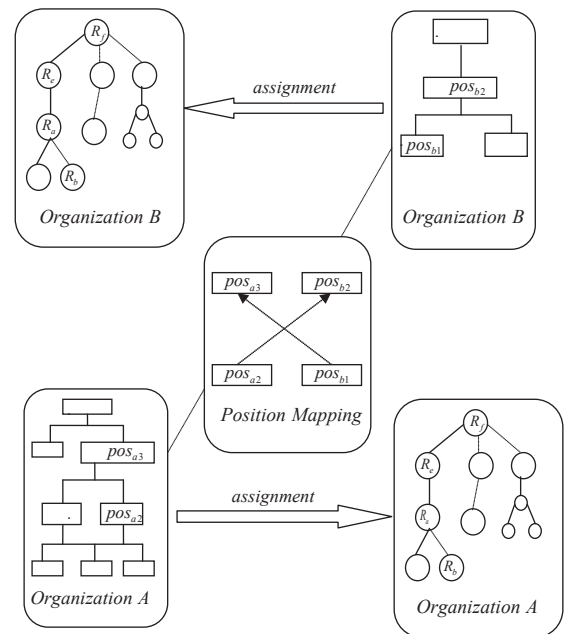 R_f
R_e
R_a
R_b
Organization B
assignment
.
pos_b2
pos_b1
Organization B
pos_a3 pos_b2
pos_a2 pos_b1
Position Mapping
pos_a3
. pos_a2
Organization A
assignment
R_f
R_e
R_b
Organization A